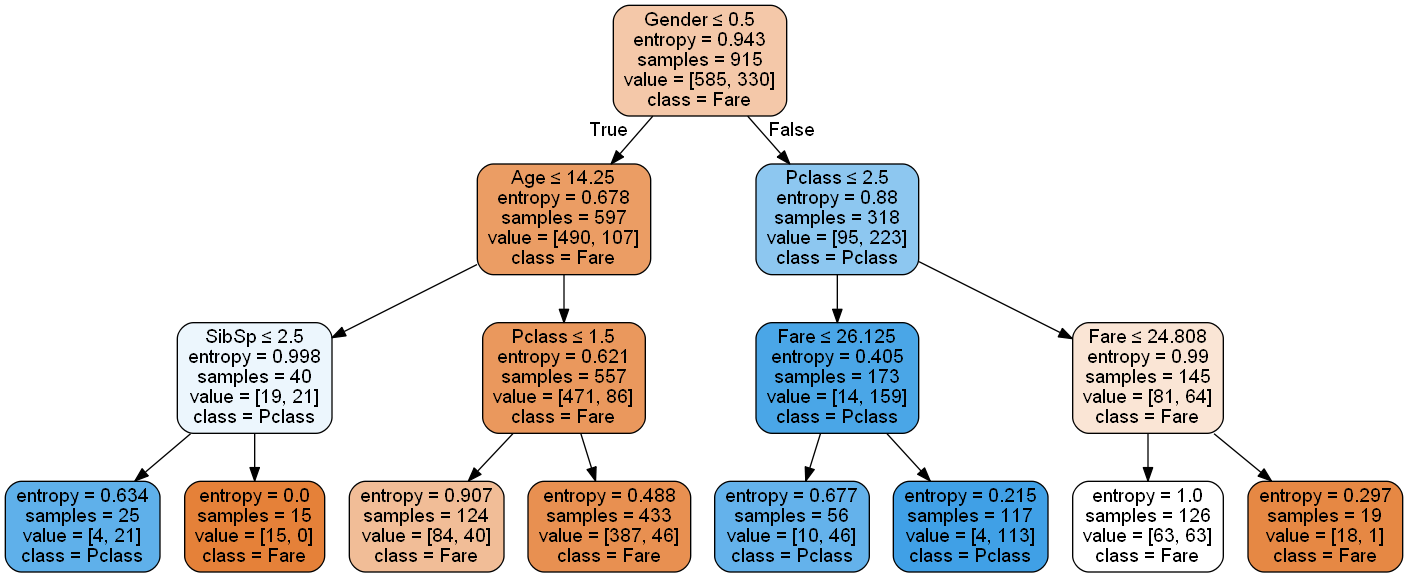 Gender ≤ 0.5
entropy = 0.943
samples = 915
value = [585, 330]
class = Fare
True
False
Age ≤ 14.25
entropy = 0.678
samples = 597
value = [490, 107]
class = Fare
Pclass ≤ 2.5
entropy = 0.88
samples = 318
value = [95, 223]
class = Pclass
SibSp ≤ 2.5
entropy = 0.998
samples = 40
value = [19, 21]
class = Pclass
Pclass ≤ 1.5
entropy = 0.621
samples = 557
value = [471, 86]
class = Fare
Fare ≤ 26.125
entropy = 0.405
samples = 173
value = [14, 159]
class = Pclass
Fare ≤ 24.808
entropy = 0.99
samples = 145
value = [81, 64]
class = Fare
entropy = 0.634
samples = 25
value = [4, 21]
class = Pclass
entropy = 0.0
samples = 15
value = [15, 0]
class = Fare
entropy = 0.907
samples = 124
value = [84, 40]
class = Fare
entropy = 0.488
samples = 433
value = [387, 46]
class = Fare
entropy = 0.677
samples = 56
value = [10, 46]
class = Pclass
entropy = 0.215
samples = 117
value = [4, 113]
class = Pclass
entropy = 1.0
samples = 126
value = [63, 63]
class = Fare
entropy = 0.297
samples = 19
value = [18, 1]
class = Fare